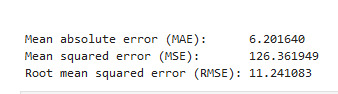 Mean absolute error (MAE): 6.201640
Mean squared error (MSE): 126.361949
Root mean squared error (RMSE): 11.241083